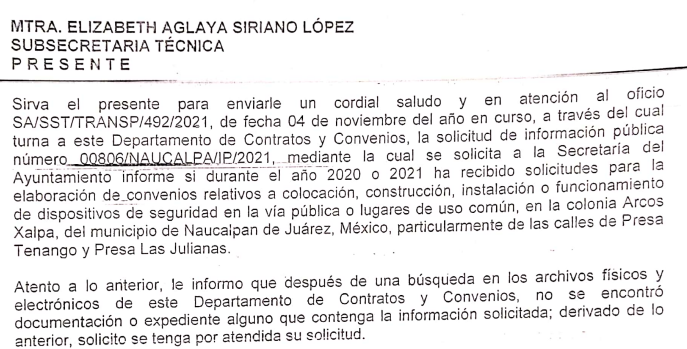 MTRA. ELIZABETH AGLAYA SIRIANO LÓPEZ
SUBSECRETARIA TÉCNICA
P R E S E N T E
Sirva el presente para enviarle un cordial saludo y en atención al oficio
SA/SST/TRANSP/492/2021, de fecha 04 de noviembre del año en curso, a través del cual
turna a este Departamento de Contratos y Convenios, la solicitud de información pública
número 00806/NAUCALPA/IP/2021, mediante la cual se solicita a la Secretaría del
Ayuntamiento informe si durante el año 2020 o 2021 ha recibido solicitudes para la
elaboración de convenios relativos a colocación, construcción, instalación o funcionamiento
de dispositivos de seguridad en la vía pública o lugares de uso común, en la colonia Arcos
Xalpa, del municipio de Naucalpan de Juárez, México, particularmente de las calles de Presa
Tenango y Presa Las Julianas.
Atento a lo anterior, le informo que después de una búsqueda en los archivos físicos y
electrónicos de este Departamento de Contratos y Convenios, no se encontró
documentación o expediente alguno que contenga la información solicitada; derivado de lo
anterior, solicito se tenga por atendida su solicitud.